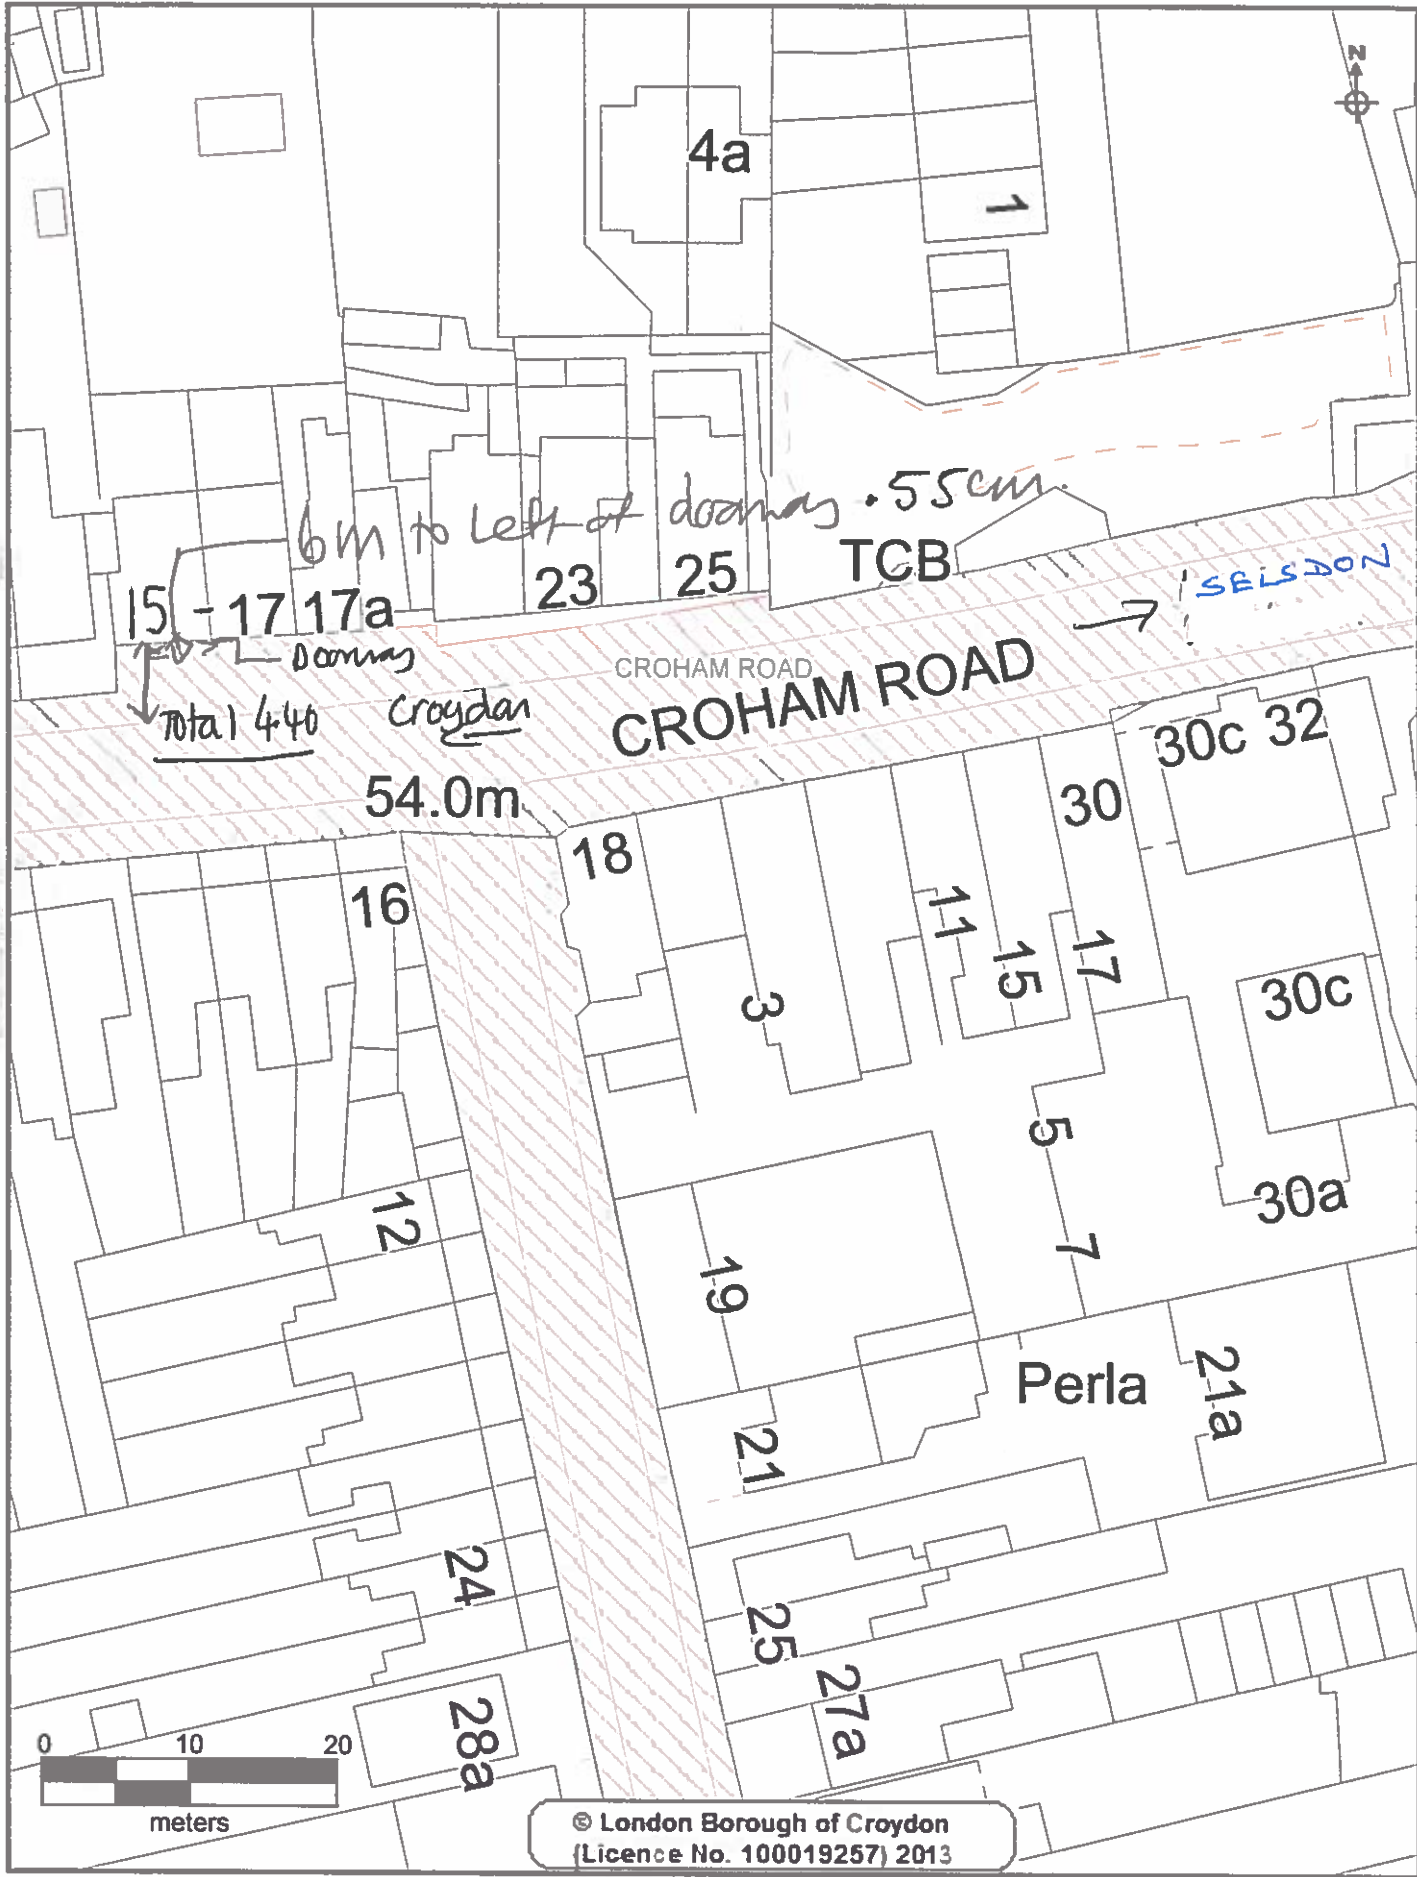 N
4a
1
6m to left of doorway .55cm.
TCB
15 - 17 17a
23
25
SELSDON
Doorway
CROHAM ROAD
CROHAM ROAD
Total 440
Croydon
54.0m
30c 32
30
18
16
11
15
17
3
30c
5
30a
12
7
19
Perla
21a
21
24
25
27a
28a
0 10 20
meters
© London Borough of Croydon
(Licence No. 100019257) 2013